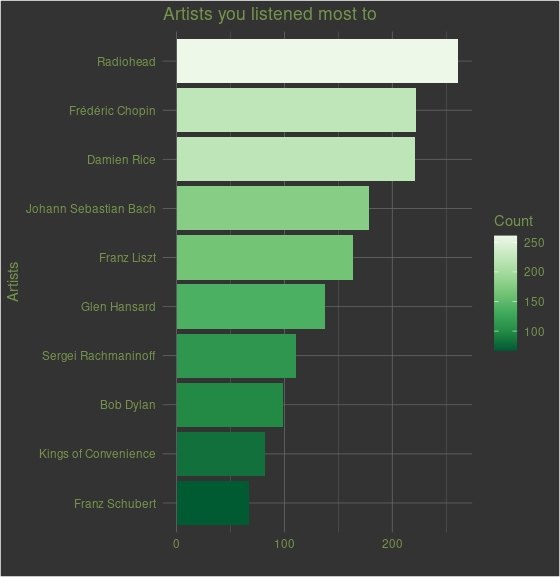 Artists you listened most to
Radiohead
Frédéric Chopin
Damien Rice
Johann Sebastian Bach
Franz Liszt
Glen Hansard
Sergei Rachmaninoff
Bob Dylan
Kings of Convenience
Franz Schubert
Artists
0 100 200
Count
250
200
150
100